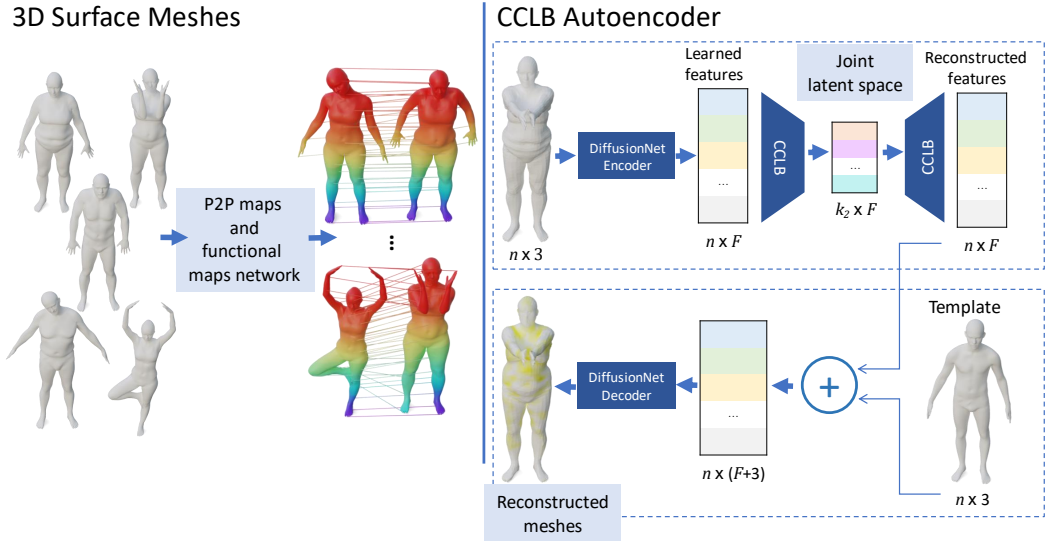 3D Surface Meshes
P2P maps
and
functional
maps network
...
CCLB Autoencoder
Learned
features
Joint
latent space
Reconstructed
features
DiffusionNet
Encoder
...
CCLB
...
CCLB
...
n x 3
n x F
k₂ x F
n x F
Template
DiffusionNet
Decoder
...
+
n x (F+3)
n x 3
Reconstructed
meshes